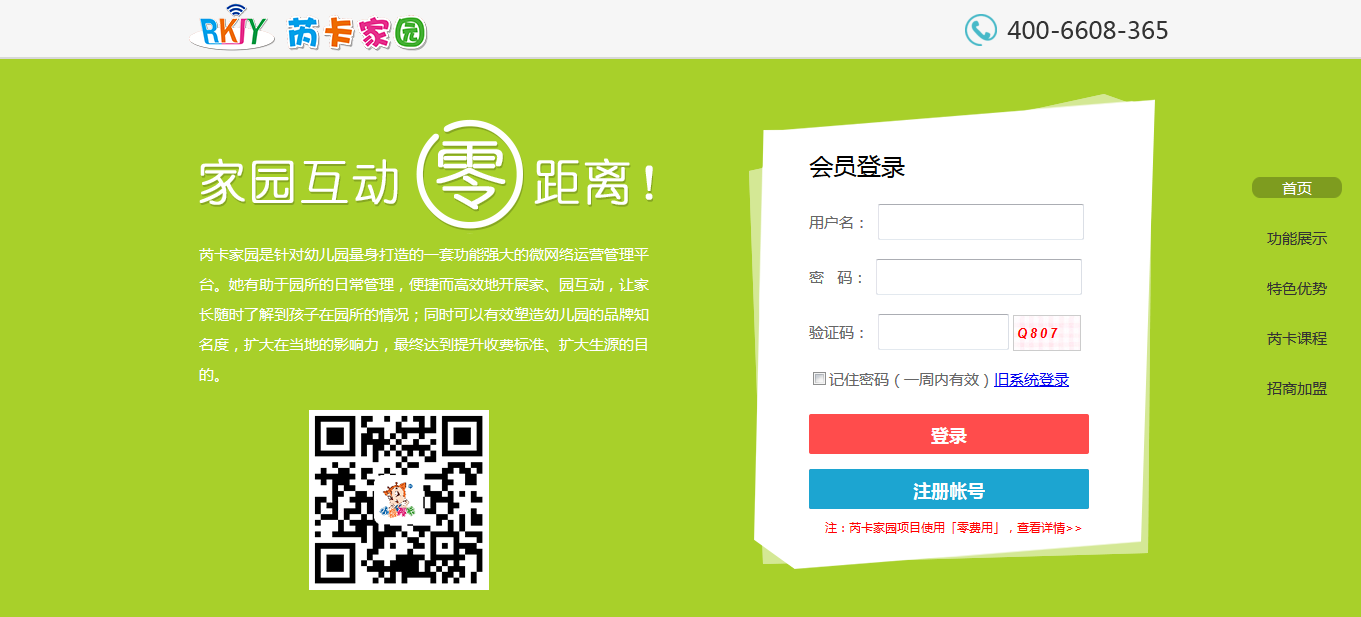 RKJY 芮卡家园
400-6608-365
家园互动 零 距离！
芮卡家园是针对幼儿园量身打造的一套功能强大的微网络运营管理平
台。她有助于园所的日常管理，便捷而高效地开展家、园互动，让家
长随时了解到孩子在园所的情况；同时可以有效塑造幼儿园的品牌知
名度，扩大在当地的影响力，最终达到提升收费标准、扩大生源的目
的。
会员登录
用户名：
密 码：
验证码： Q807
记住密码（一周内有效）旧系统登录
登录
注册帐号
注：芮卡家园项目使用「零费用」，查看详情>>
首页
功能展示
特色优势
芮卡课程
招商加盟